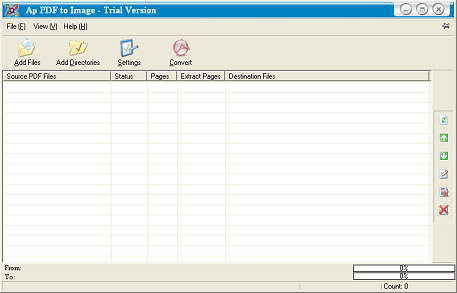 Ap PDF to Image - Trial Version
File (F) View (V) Help (H)
Add Files Add Directories Settings Convert
Source PDF Files Status Pages Extract Pages Destination Files
From: 0%
To: 0%
Count: 0